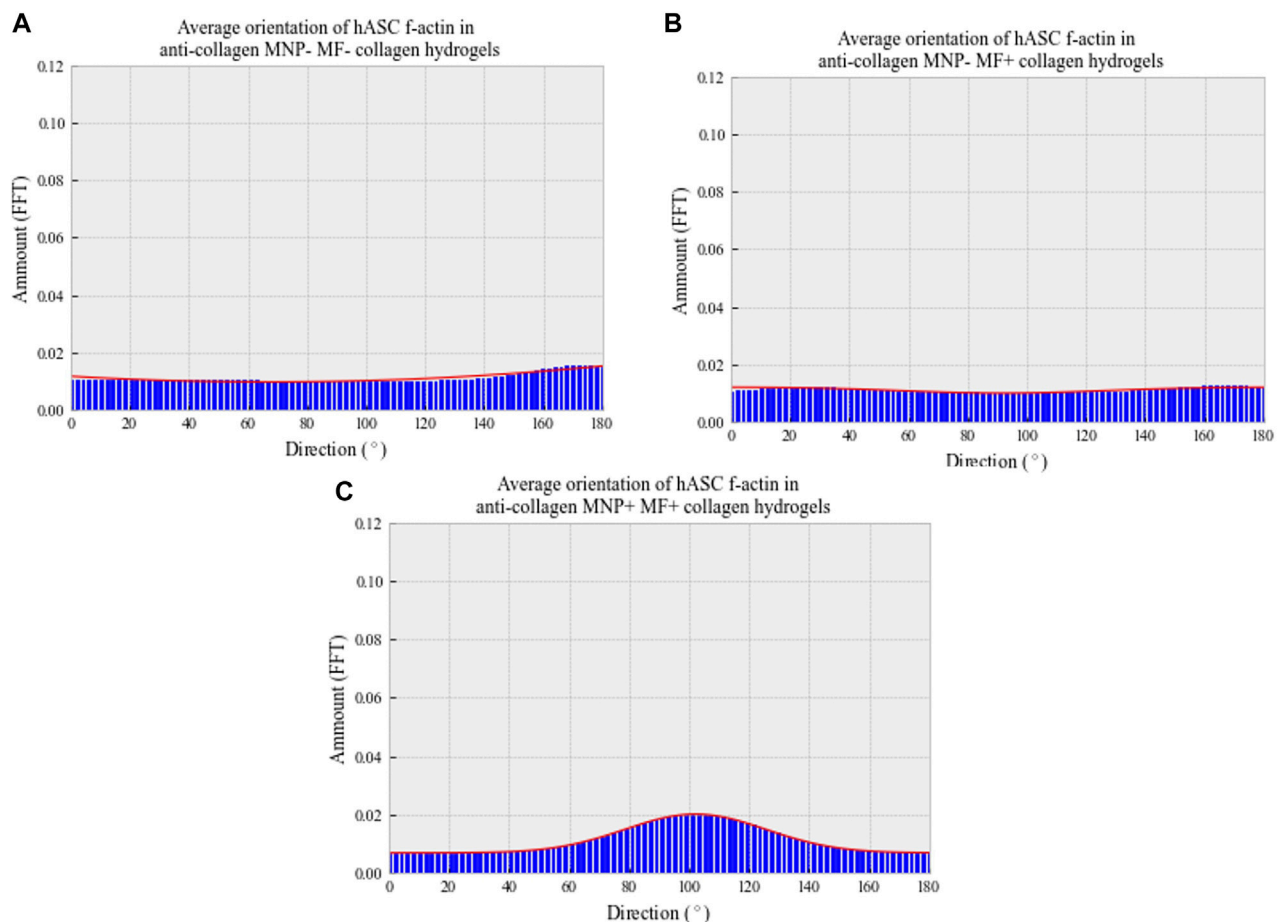 A
Average orientation of hASC f-actin in
anti-collagen MNP- MF- collagen hydrogels
0.12
0.10
0.08
0.06
0.04
0.02
0.00
Ammount (FFT)
0 20 40 60 80 100 120 140 160 180
Direction (°)
B
Average orientation of hASC f-actin in
anti-collagen MNP- MF+ collagen hydrogels
0.12
0.10
0.08
0.06
0.04
0.02
0.00
Ammount (FFT)
0 20 40 60 80 100 120 140 160 180
Direction (°)
C
Average orientation of hASC f-actin in
anti-collagen MNP+ MF+ collagen hydrogels
0.12
0.10
0.08
0.06
0.04
0.02
0.00
Ammount (FFT)
0 20 40 60 80 100 120 140 160 180
Direction (°)